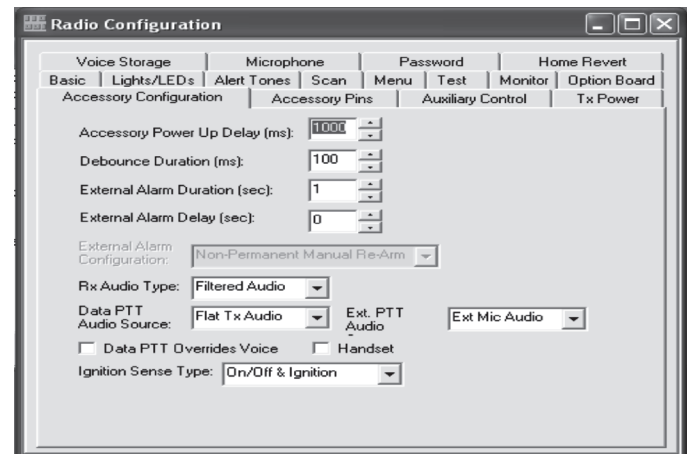 Radio Configuration
Voice Storage Microphone Password Home Revert
Basic Lights/LEDs Alert Tones Scan Menu Test Monitor Option Board
Accessory Configuration Accessory Pins Auxiliary Control Tx Power
Accessory Power Up Delay (ms): 1000
Debounce Duration (ms): 100
External Alarm Duration (sec): 1
External Alarm Delay (sec): 0
External Alarm
Configuration: Non-Permanent Manual Re-Arm
Rx Audio Type: Filtered Audio
Data PTT
Audio Source: Flat Tx Audio
Ext. PTT
Audio
Ext Mic Audio
Data PTT Overrides Voice Handset
Ignition Sense Type: On/Off & Ignition